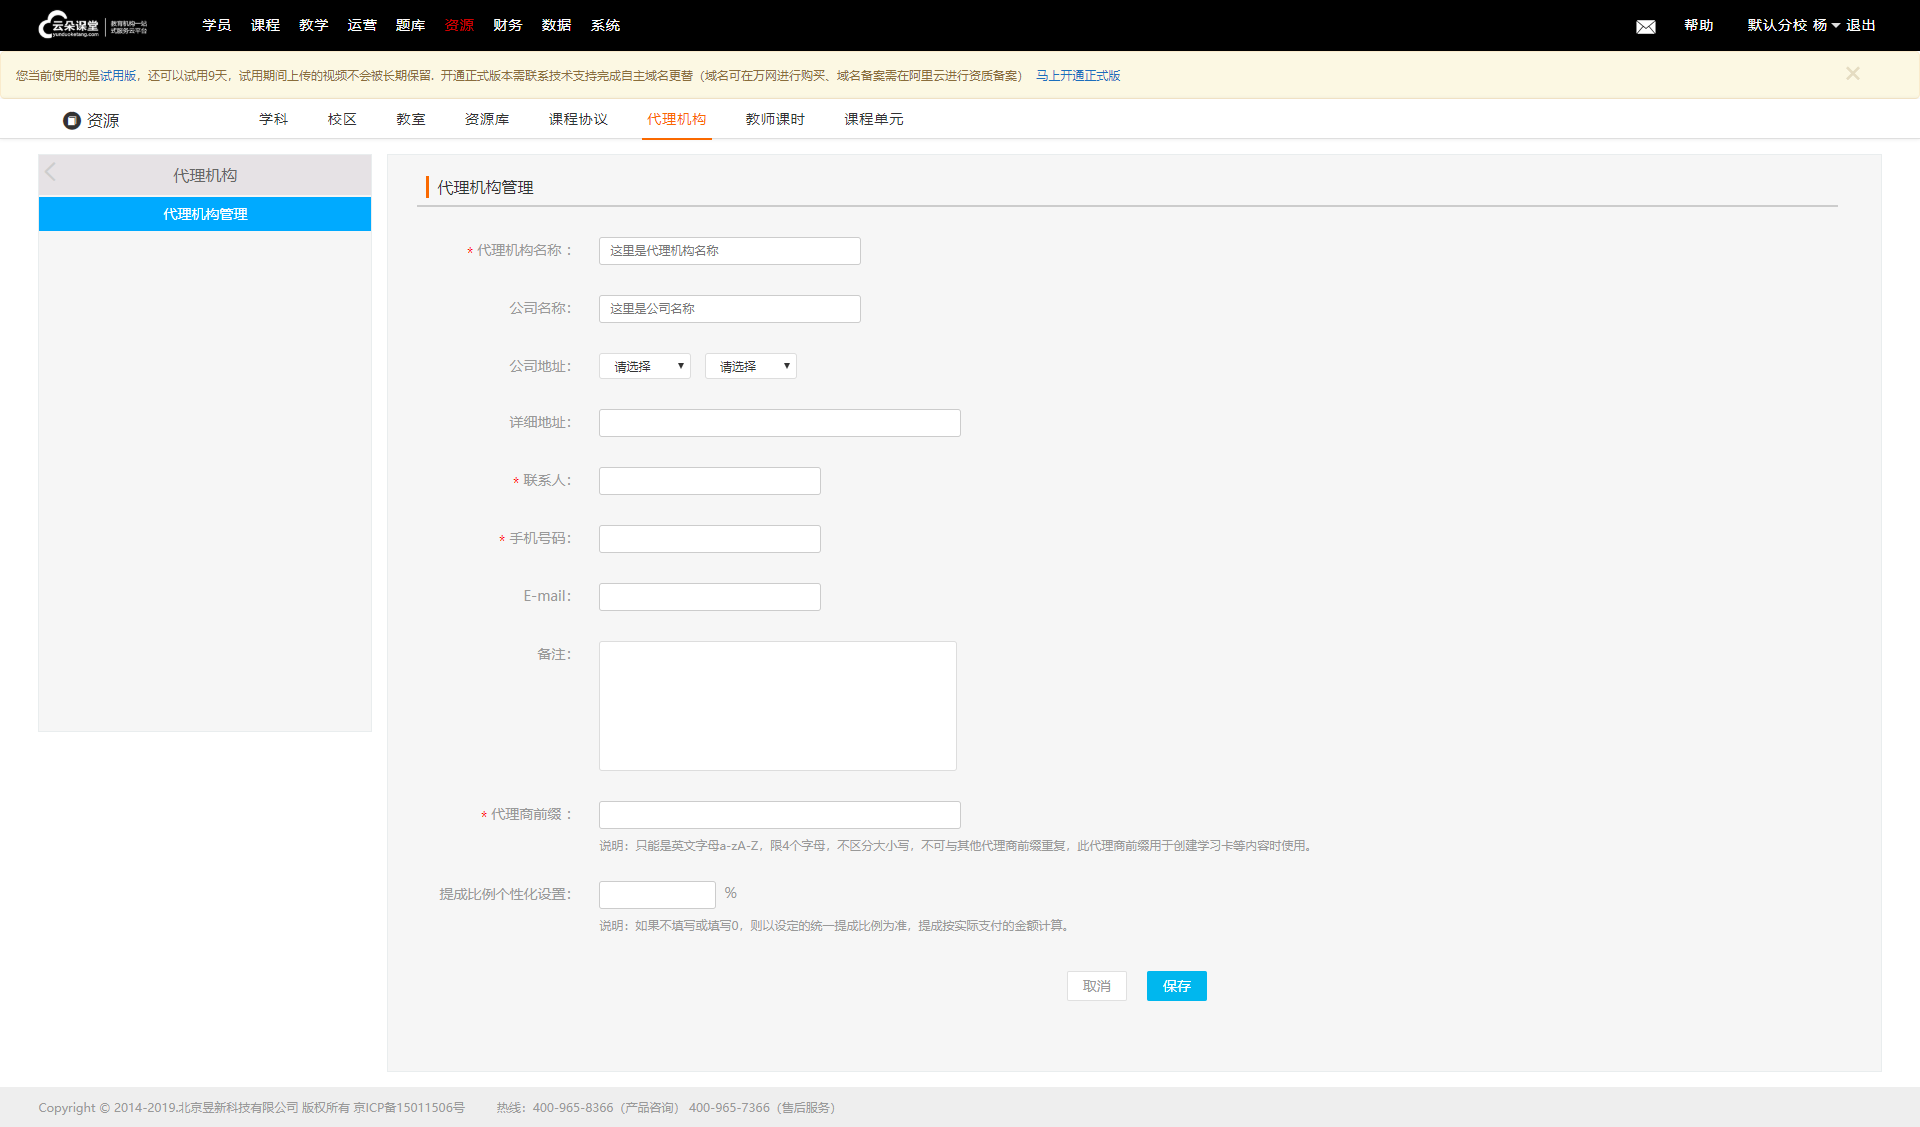 云朵课堂 yunduoketang.com 教育机构一站式服务云平台
学员 课程 教学 运营 题库 资源 财务 数据 系统 帮助 默认分校 杨 退出
您当前使用的是试用版，还可以试用9天，试用期间上传的视频不会被长期保留. 开通正式版本需联系技术支持完成自主域名更替（域名可在万网进行购买、域名备案需在阿里云进行资质备案） 马上开通正式版
资源 学科 校区 教室 资源库 课程协议 代理机构 教师课时 课程单元
代理机构
代理机构管理
代理机构管理
* 代理机构名称： 这里是代理机构名称
公司名称： 这里是公司名称
公司地址： 请选择 请选择
详细地址：
* 联系人：
* 手机号码：
E-mail：
备注：
* 代理商前缀：
说明：只能是英文字母a-zA-Z，限4个字母，不区分大小写，不可与其他代理商前缀重复，此代理商前缀用于创建学习卡等内容时使用。
提成比例个性化设置： %
说明：如果不填写或填写0，则以设定的统一提成比例为准，提成按实际支付的金额计算。
取消 保存
Copyright © 2014-2019.北京昱新科技有限公司 版权所有 京ICP备15011506号 热线：400-965-8366（产品咨询） 400-965-7366（售后服务）